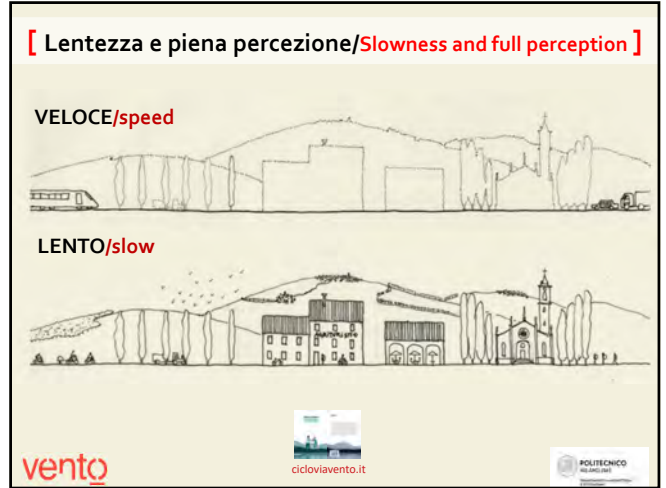 [ Lentezza e piena percezione/Slowness and full perception ]
VELOCE/speed
LENTO/slow
cicloviavento.it
vento
POLITECNICO